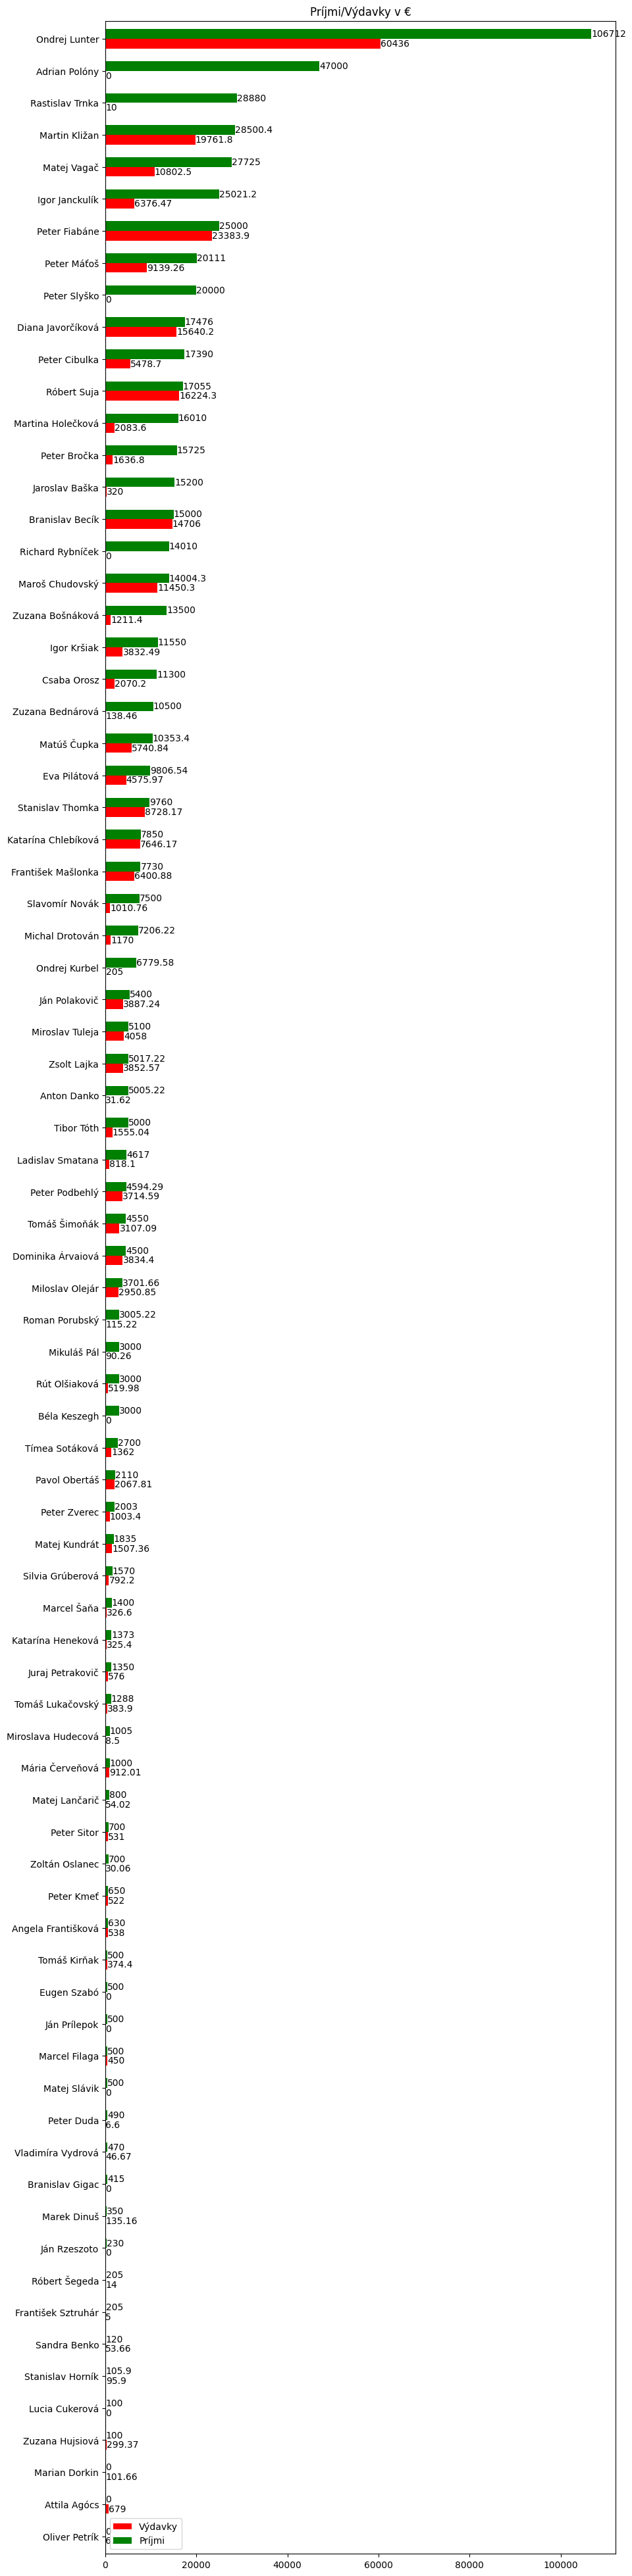 Príjmi/Výdavky v €
Ondrej Lunter 106712
60436
Adrian Polóny 47000
0
Rastislav Trnka 28880
10
Martin Kližan 28500.4
19761.8
Matej Vagač 27725
10802.5
Igor Janckulík 25021.2
6376.47
Peter Fiabáne 25000
23383.9
Peter Máťoš 20111
9139.26
Peter Slyško 20000
0
Diana Javorčíková 17476
15640.2
Peter Cibulka 17390
5478.7
Róbert Suja 17055
16224.3
Martina Holečková 16010
2083.6
Peter Bročka 15725
1636.8
Jaroslav Baška 15200
320
Branislav Becík 15000
14706
Richard Rybníček 14010
0
Maroš Chudovský 14004.3
11450.3
Zuzana Bošnáková 13500
1211.4
Igor Kršiak 11550
3832.49
Csaba Orosz 11300
2070.2
Zuzana Bednárová 10500
138.46
Matúš Čupka 10353.4
5740.84
Eva Pilátová 9806.54
4575.97
Stanislav Thomka 9760
8728.17
Katarína Chlebíková 7850
7646.17
František Mašlonka 7730
6400.88
Slavomír Novák 7500
1010.76
Michal Drotován 7206.22
1170
Ondrej Kurbel 6779.58
205
Ján Polakovič 5400
3887.24
Miroslav Tuleja 5100
4058
Zsolt Lajka 5017.22
3852.57
Anton Danko 5005.22
31.62
Tibor Tóth 5000
1555.04
Ladislav Smatana 4617
818.1
Peter Podbehlý 4594.29
3714.59
Tomáš Šimoňák 4550
3107.09
Dominika Árvaiová 4500
3834.4
Miloslav Olejár 3701.66
2950.85
Roman Porubský 3005.22
115.22
Mikuláš Pál 3000
90.26
Rút Olšiaková 3000
519.98
Béla Keszegh 3000
0
Tímea Sotáková 2700
1362
Pavol Obertáš 2110
2067.81
Peter Zverec 2003
1003.4
Matej Kundrát 1835
1507.36
Silvia Grúberová 1570
792.2
Marcel Šaňa 1400
326.6
Katarína Heneková 1373
325.4
Juraj Petrakovič 1350
576
Tomáš Lukačovský 1288
383.9
Miroslava Hudecová 1005
8.5
Mária Červeňová 1000
912.01
Matej Lančarič 800
54.02
Peter Sitor 700
531
Zoltán Oslanec 700
30.06
Peter Kmeť 650
522
Angela Františková 630
538
Tomáš Kirňak 500
374.4
Eugen Szabó 500
0
Ján Prílepok 500
0
Marcel Filaga 500
450
Matej Slávik 500
0
Peter Duda 490
6.6
Vladimíra Vydrová 470
46.67
Branislav Gigac 415
0
Marek Dinuš 350
135.16
Ján Rzeszoto 230
0
Róbert Šegeda 205
14
František Sztruhár 205
5
Sandra Benko 120
53.66
Stanislav Horník 105.9
95.9
Lucia Cukerová 100
0
Zuzana Hujsiová 100
299.37
Marian Dorkin 0
101.66
Attila Agócs 0
679
Oliver Petrík
Výdavky
Príjmi
0 20000 40000 60000 80000 100000